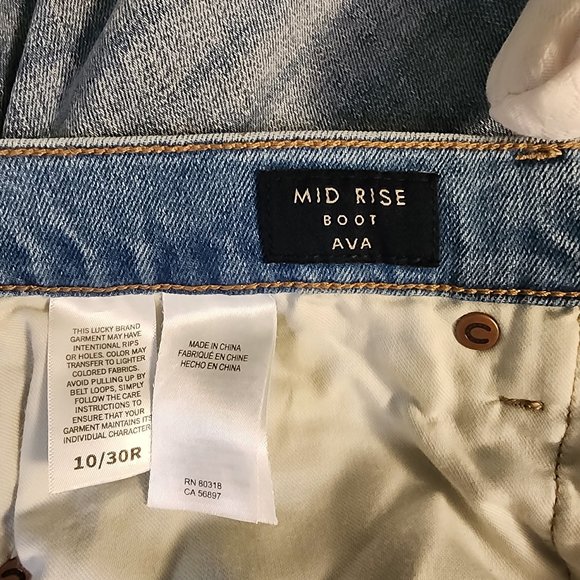 MID RISE
BOOT
AVA
THIS LUCKY BRAND
GARMENT MAY HAVE
INTENTIONAL RIPS
OR HOLES. COLOR MAY
TRANSFER TO LIGHTER
COLORED FABRICS.
AVOID PULLING UP BY
BELT LOOPS, SIMPLY
FOLLOW THE CARE
INSTRUCTIONS TO
ENSURE THAT YOUR
GARMENT MAINTAINS ITS
INDIVIDUAL CHARACTER
10/30R
MADE IN CHINA
FABRIQUÉ EN CHINE
HECHO EN CHINA
RN 80318
CA 56897